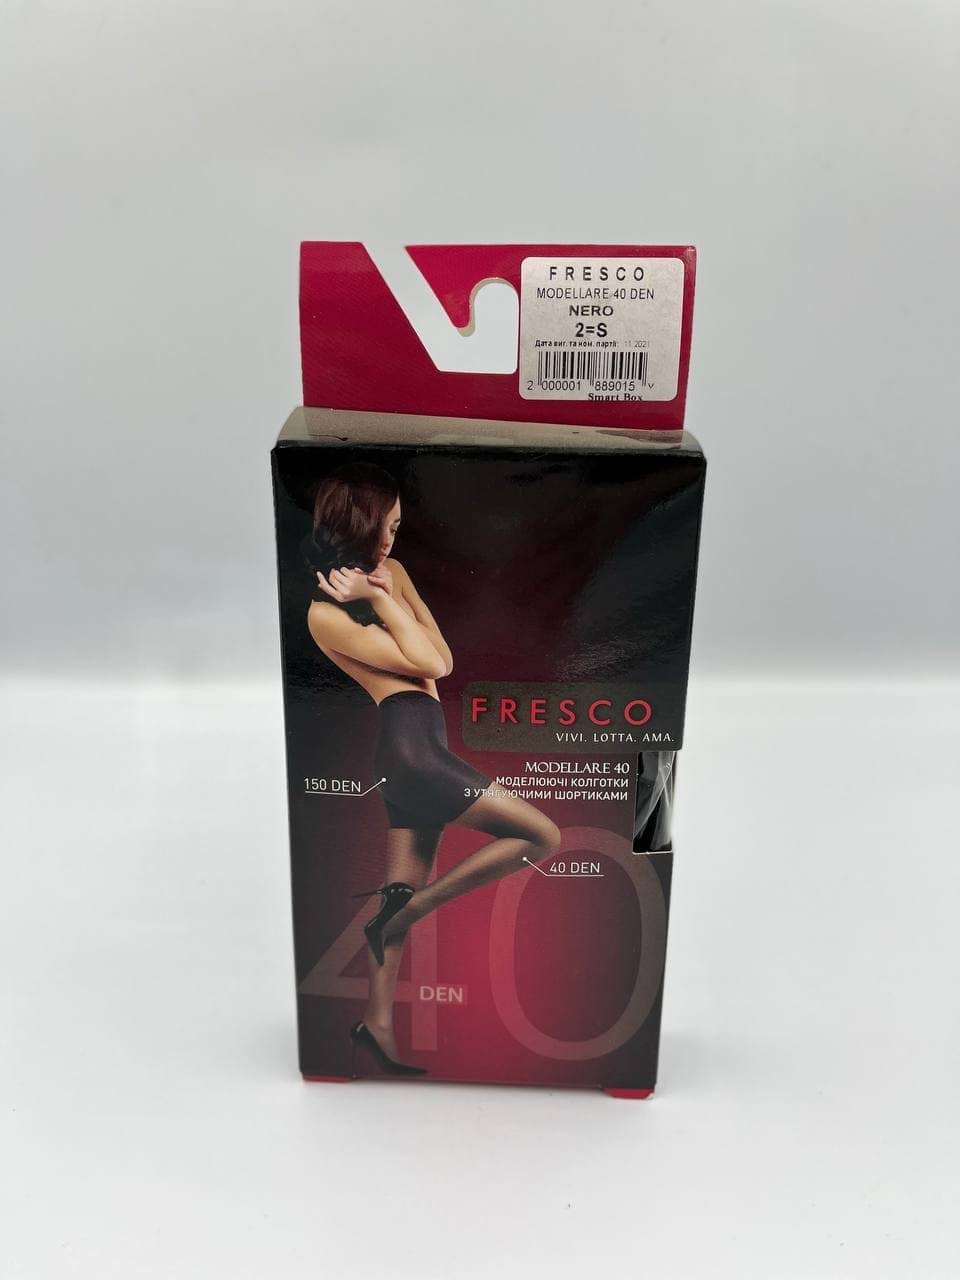 FRESCO
MODELLARE 40 DEN
NERO
2=S
Дата виг. та ном. партії: 11.2021
2 000001 889015
Smart Box
FRESCO
VIVI. LOTTA. AMA.
MODELLARE 40
МОДЕЛЮЮЧІ КОЛГОТКИ
З УТЯГУЮЧИМИ ШОРТИКАМИ
150 DEN
40 DEN
40
DEN